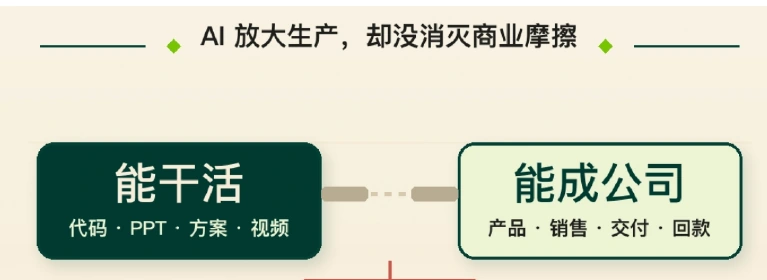 AI 放大生产，却没消灭商业摩擦
能干活
代码 · PPT · 方案 · 视频
能成公司
产品 · 销售 · 交付 · 回款